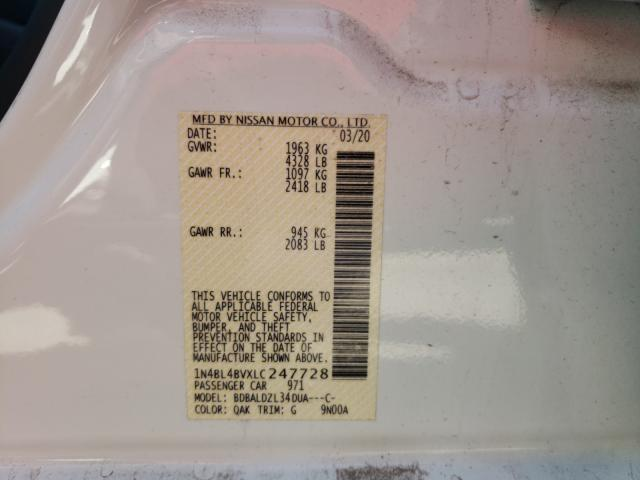 MFD BY NISSAN MOTOR CO., LTD.
DATE: 03/20
GVWR: 1963 KG
4328 LB
GAWR FR.: 1097 KG
2418 LB
GAWR RR.: 945 KG
2083 LB
THIS VEHICLE CONFORMS TO
ALL APPLICABLE FEDERAL
MOTOR VEHICLE SAFETY,
BUMPER, AND THEFT
PREVENTION STANDARDS
IN EFFECT ON THE DATE OF
MANUFACTURE SHOWN ABOVE.
1N4BL4BVXLC247728
PASSENGER CAR 971
MODEL: BDBALDZL34DUA---C-
COLOR: QAK TRIM: G 9N00A